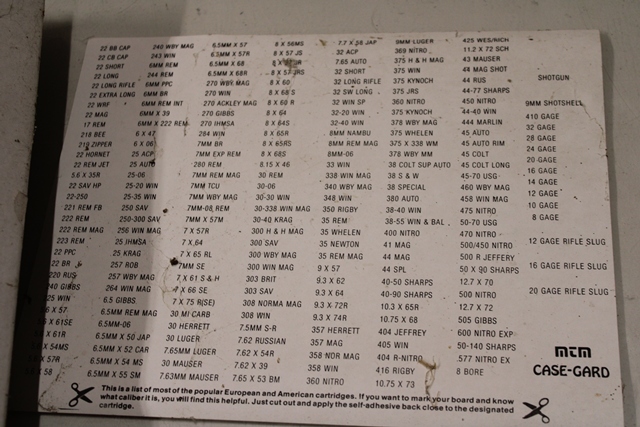 22 BB CAP
22 CB CAP
22 SHORT
22 LONG
22 LONG RIFLE
22 EXTRA LONG
22 WRF
22 MAG
17 REM
218 BEE
219 ZIPPER
22 HORNET
22 REM JET
5.6 X 35R
22 SAV HP
22-250
221 REM FB
222 REM
222 REM MAG
223 REM
22 PPC
22 BR
220 RUS
240 GIBBS
25 WIN
X 57
X 61SE
X 61R
X 54MS
X 57R
X 58
240 WBY MAG
243 WIN
6MM REM
244 REM
6MM PPC
6MM BR
6MM REM INT
6MM X 39
6MM X 222 REM
6 X 47
6 X 06
25 ACP
25 AUTO
25-06
25-20 WIN
25-35 WIN
250 SAV
250-300 SAV
256 WIN MAG
25 IHMSA
25 KRAG
257 ROB
257 WBY MAG
264 WIN MAG
6.5 GIBBS
6.5MM REM MAG
6.5MM-06
6.5MM X 50 JAP
6.5MM X 52 CAR
6.5MM X 54 MS
6.5MM X 55 SM
6.5MM X 57
6.5MM X 57R
6.5MM X 68
6.5MM X 68R
270 WBY MAG
270 WIN
270 ACKLEY MAG
270 GIBBS
270 IHMSA
284 WIN
7MM BR
7MM EXP REM
280 REM
7MM REM MAG
7MM TCU
7MM WBY MAG
7MM-08 REM
7MM X 57M
7 X 57R
7 X 64
7 X 65 RL
7MM SE
7 X 61 S & H
7 X 66 SE
7 X 75 R(SE)
30 M/ CARB
30 HERRETT
30 LUGER
7.65MM LUGER
30 MAUSER
7.63MM MAUSER
8 X 56MS
8 X 57 JS
8 X 57 JRS
8 X 60
8 X 68 S
8 X 60 R
8 X 64
8 X 64S
8 X 65R
8 X 65RS
8 X 68S
8.15 X 46
30 REM
30-06
30-30 WIN
30-338 WIN MAG
30-40 KRAG
300 H & H MAG
300 SAV
300 WBY MAG
300 WIN MAG
303 BRIT
303 SAV
308 NORMA MAG
308 WIN
7.5MM S-R
7.62 RUSSIAN
7.62 X 54R
7.62 X 39
7.65 X 53 BM
7.7 X 58 JAP
32 ACP
7.65 AUTO
32 SHORT
32 LONG RIFLE
32 SW LONG
32 WIN SP
32-20 WIN
32-40 WIN
8MM NAMBU
8MM REM MAG
8MM-06
33 WIN
338 WIN MAG
340 WBY MAG
348 WIN
350 RIGBY
35 REM
35 WHELEN
35 NEWTON
35 REM MAG
9 X 57
9.3 X 62
9.3 X 64
9.3 X 72R
9.3 X 74R
357 HERRETT
357 MAG
358 NOR MAG
358 WIN
360 NITRO
9MM LUGER
369 NITRO
375 H & H MAG
375 WIN
375 KYNOCH
375 JRS
360 NITRO
375 KYNOCH
378 WBY MAG
375 WHELEN
375 X 338 WM
378 WBY MM
38 COLT SUP AUTO
38 S & W
38 SPECIAL
380 AUTO
38-40 WIN
38-55 WIN & BAL
400 NITRO
41 MAG
44 MAG
44 SPL
40-50 SHARPS
40-90 SHARPS
10.3 X 65R
10.75 X 68
404 JEFFREY
405 WIN
404 R-NITRO
416 RIGBY
10.75 X 73
425 WES/RICH
11.2 X 72 SCH
43 MAUSER
44 MAG SHOT
44 RUS
44-77 SHARPS
450 NITRO
44-40 WIN
444 MARLIN
45 AUTO
45 AUTO RIM
45 COLT
45 COLT LONG
45-70 USG
460 WBY MAG
458 WIN MAG
475 NITRO
50-70 USG
470 NITRO
500/450 NITRO
500 R JEFFERY
50 X 90 SHARPS
12.7 X 70
500 NITRO
12.7 X 72
505 GIBBS
600 NITRO EXP
50-140 SHARPS
.577 NITRO EX
8 BORE
SHOTGUN
9MM SHOTSHELL
410 GAGE
32 GAGE
28 GAGE
24 GAGE
20 GAGE
16 GAGE
14 GAGE
12 GAGE
10 GAGE
8 GAGE
12 GAGE RIFLE SLUG
16 GAGE RIFLE SLUG
20 GAGE RIFLE SLUG
mtm
CASE-GARD
This is a list of most of the popular European and American cartridges. If you want to mark your board and know
what caliber it is, you will find this helpful. Just cut out and apply the self-adhesive back close to the designated
cartridge.